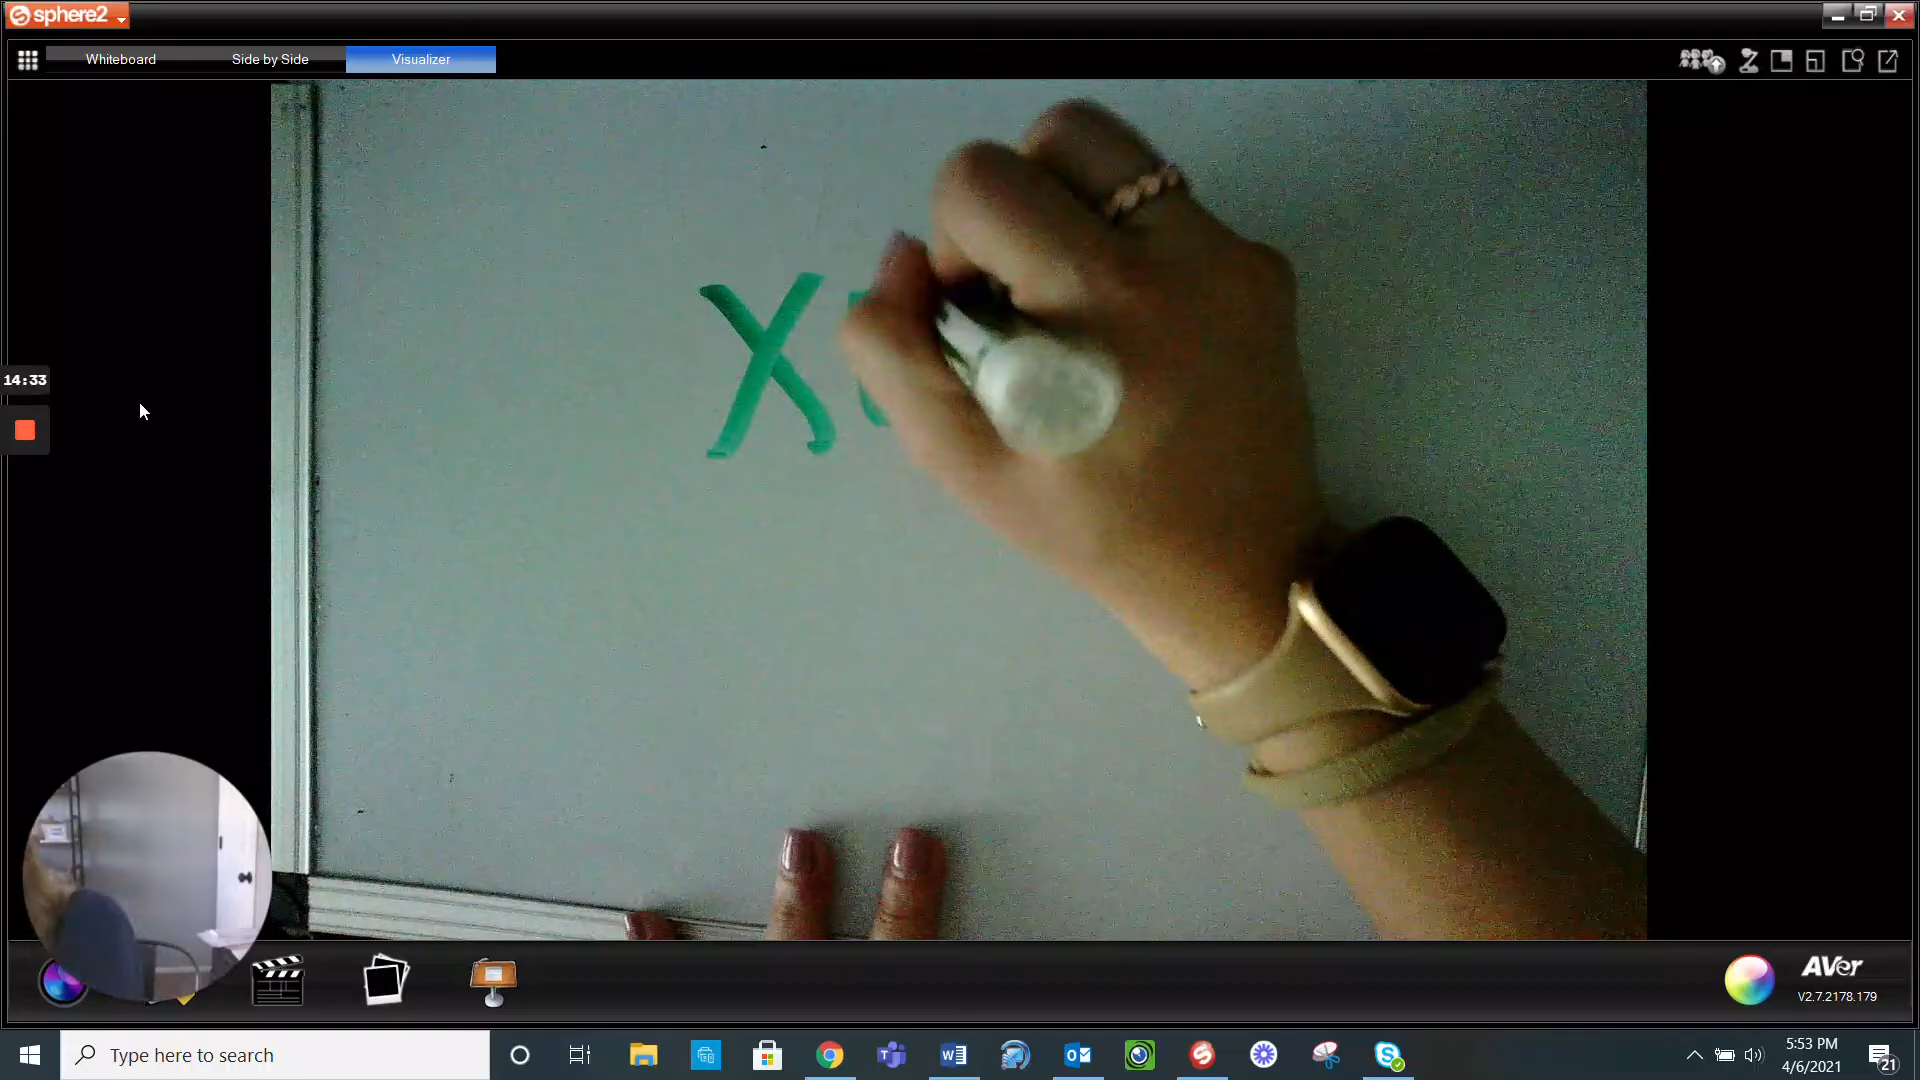 sphere2
Whiteboard Side by Side Visualizer
14:33
X
AVer
V2.7.2178.179
Type here to search
5:53 PM
4/6/2021
21